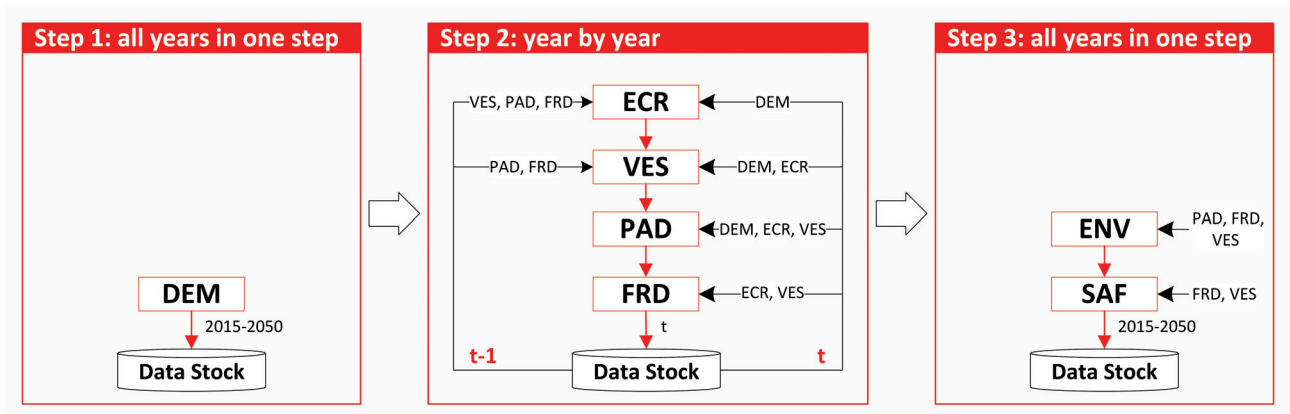 Step 1: all years in one step
DEM
2015-2050
Data Stock
Step 2: year by year
VES, PAD, FRD
ECR
DEM
PAD, FRD
VES
DEM, ECR
PAD
DEM, ECR, VES
FRD
ECR, VES
t
t-1
t
Data Stock
Step 3: all years in one step
ENV
PAD, FRD,
VES
SAF
FRD, VES
2015-2050
Data Stock